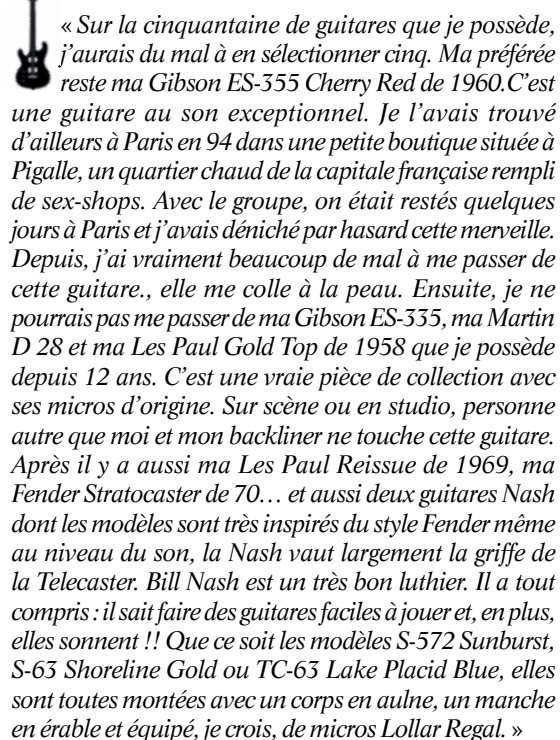 « Sur la cinquantaine de guitares que je possède,
j'aurais du mal à en sélectionner cinq. Ma préférée
reste ma Gibson ES-355 Cherry Red de 1960.C'est
une guitare au son exceptionnel. Je l'avais trouvé
d'ailleurs à Paris en 94 dans une petite boutique située à
Pigalle, un quartier chaud de la capitale française rempli
de sex-shops. Avec le groupe, on était restés quelques
jours à Paris et j'avais déniché par hasard cette merveille.
Depuis, j'ai vraiment beaucoup de mal à me passer de
cette guitare., elle me colle à la peau. Ensuite, je ne
pourrais pas me passer de ma Gibson ES-335, ma Martin
D 28 et ma Les Paul Gold Top de 1958 que je possède
depuis 12 ans. C'est une vraie pièce de collection avec
ses micros d'origine. Sur scène ou en studio, personne
autre que moi et mon backliner ne touche cette guitare.
Après il y a aussi ma Les Paul Reissue de 1969, ma
Fender Stratocaster de 70… et aussi deux guitares Nash
dont les modèles sont très inspirés du style Fender même
au niveau du son, la Nash vaut largement la griffe de
la Telecaster. Bill Nash est un très bon luthier. Il a tout
compris : il sait faire des guitares faciles à jouer et, en plus,
elles sonnent !! Que ce soit les modèles S-572 Sunburst,
S-63 Shoreline Gold ou TC-63 Lake Placid Blue, elles
sont toutes montées avec un corps en aulne, un manche
en érable et équipé, je crois, de micros Lollar Regal. »